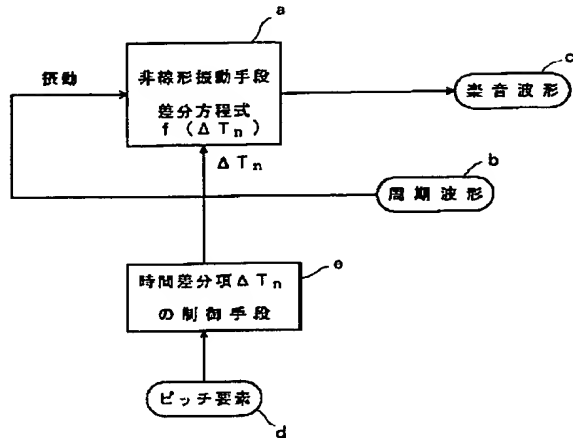 a
非線形振動手段
差分方程式
f(ΔTn)
振動
c
楽音波形
ΔTn
b
周期波形
e
時間差分項ΔTn
の制御手段
ピッチ要素
d